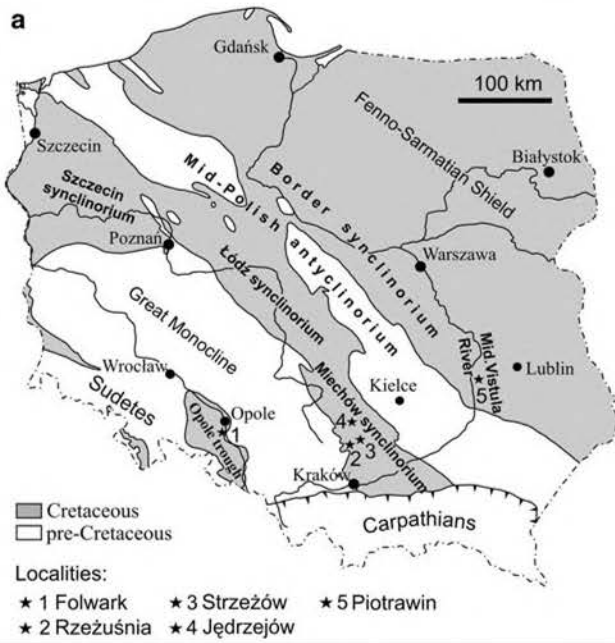 a
Gdańsk
100 km
Fenno-Sarmatian Shield
Szczecin
Białystok
Szczecin
synclinorium
Mid-Polish antyclinorium
Border synclinorium
Poznań
Warszawa
Łódź synclinorium
Great Monocline
Mid. Vistula
River
Wrocław
Lublin
Sudetes
Miechów synclinorium
Kielce
5
Opole
Opole trough
1
4
3
2
Kraków
Cretaceous
pre-Cretaceous
Carpathians
Localities:
★ 1 Folwark ★ 3 Strzeżów ★ 5 Piotrawin
★ 2 Rzeżuśnia ★ 4 Jędrzejów